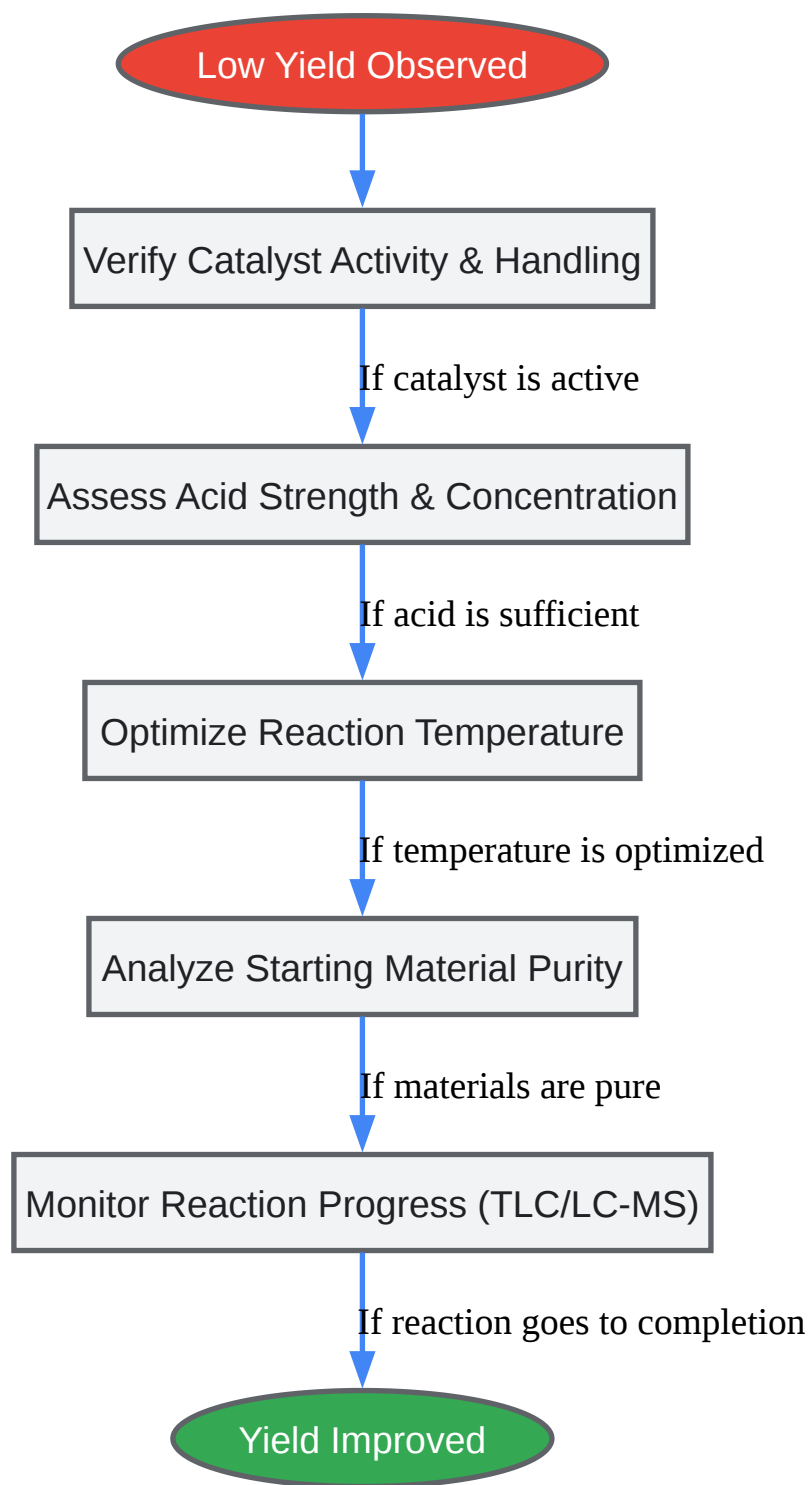 Low Yield Observed
Verify Catalyst Activity & Handling
If catalyst is active
Assess Acid Strength & Concentration
If acid is sufficient
Optimize Reaction Temperature
If temperature is optimized
Analyze Starting Material Purity
If materials are pure
Monitor Reaction Progress (TLC/LC-MS)
If reaction goes to completion
Yield Improved